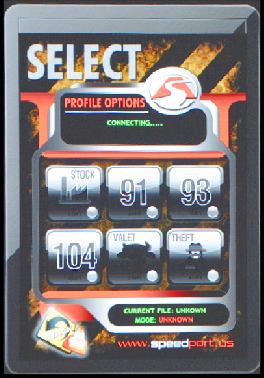 SELECT
PROFILE OPTIONS
CONNECTING.....
STOCK
91
93
104
VALET
THEFT
CURRENT FILE: UNKOWN
MODE: UNKNOWN
www.speedport.us